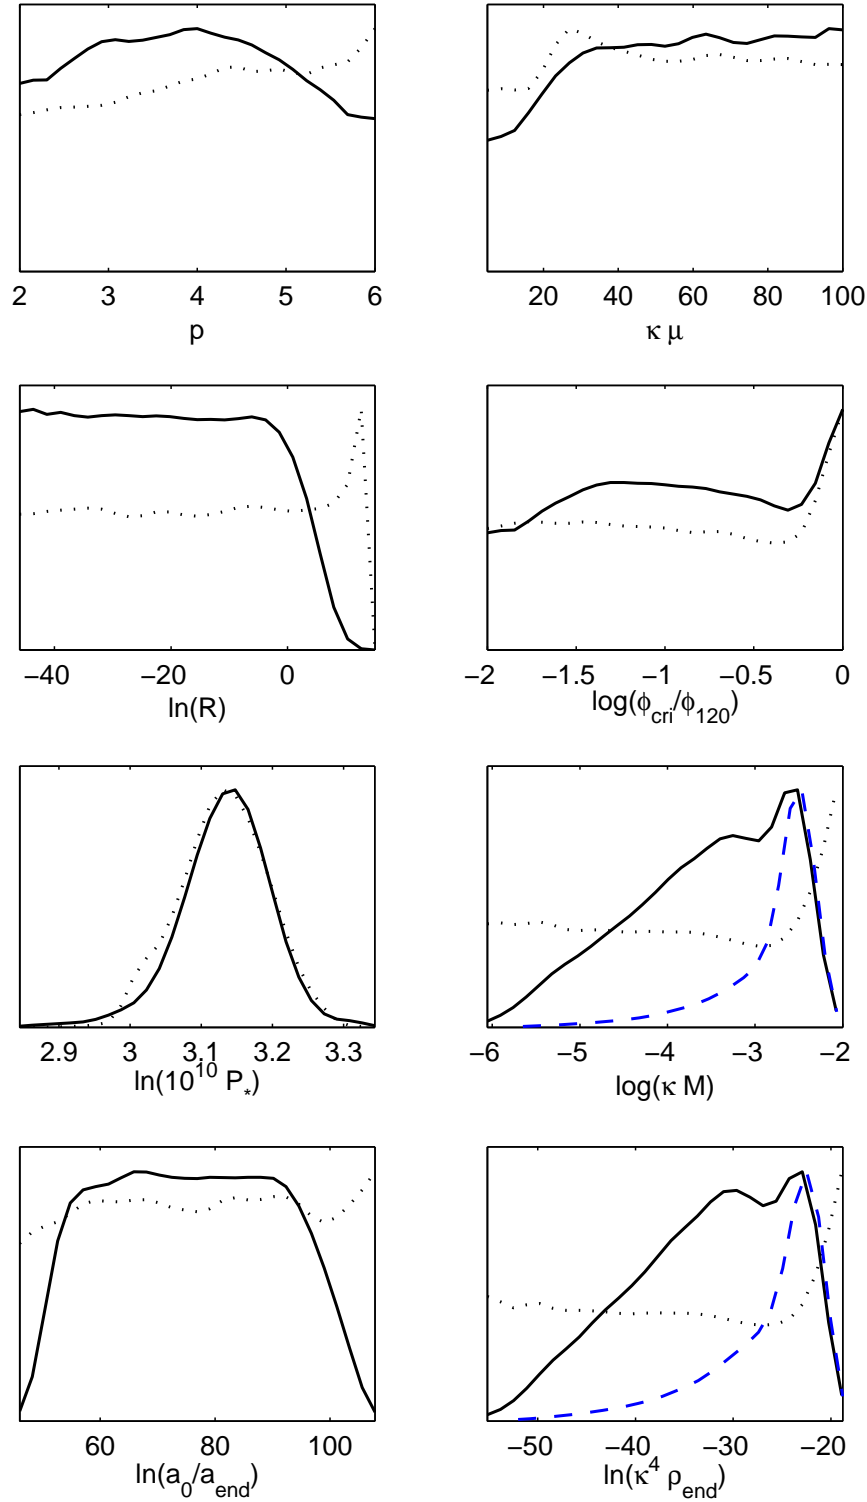 2 3 4 5 6
p
20 40 60 80 100
κ μ
−40 −20 0
ln(R)
−2 −1.5 −1 −0.5 0
log(ϕcri/ϕ120)
2.9 3 3.1 3.2 3.3
ln(10^10 P*)
−6 −5 −4 −3 −2
log(κ M)
60 80 100
ln(a0/aend)
−50 −40 −30 −20
ln(κ^4 ρend)